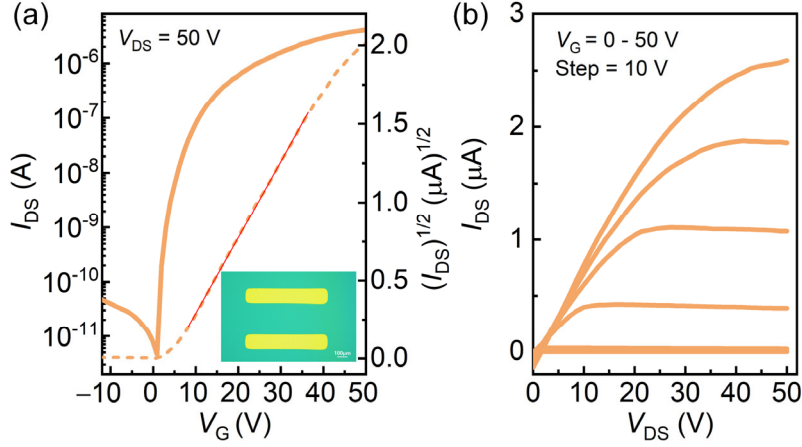 (a)
V_DS = 50 V
10^-6
10^-7
10^-8
10^-9
10^-10
10^-11
I_DS (A)
2.0
1.5
1.0
0.5
0.0
(I_DS)^1/2 (μA)^1/2
100μm
–10
0
10
20
30
40
50
V_G (V)
(b)
V_G = 0 - 50 V
Step = 10 V
3
2
1
0
I_DS (μA)
0
10
20
30
40
50
V_DS (V)